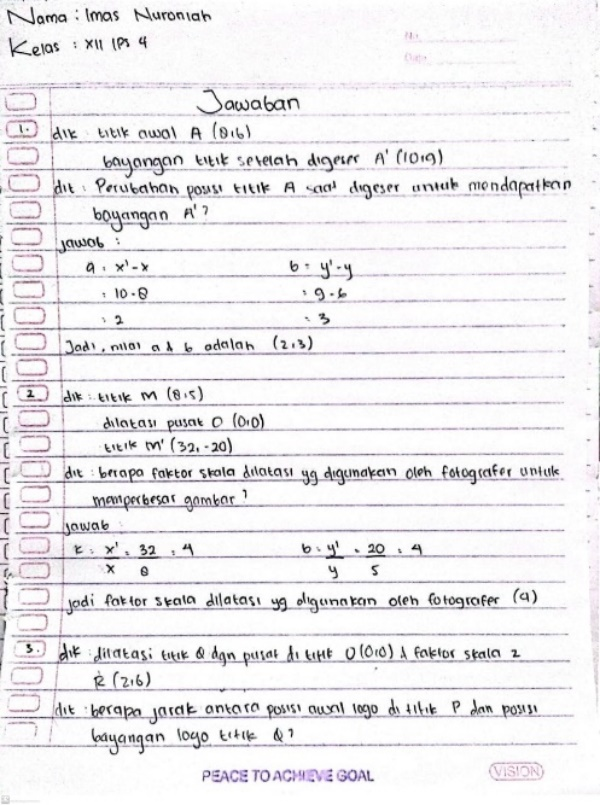 Nama : Imas Nuroniah
Kelas : XII IPS 4
No.
Date
Jawaban
1. dik : titik awal A (8,6)
bayangan titik setelah digeser A' (10,9)
dit : Perubahan posisi titik A saat digeser untuk mendapatkan
bayangan A'?
jawab :
a : x'-x b : y'-y
: 10-8 : 9-6
: 2 : 3
Jadi, nilai a & b adalah (2,3)
2 dik : titik M (8,5)
dilatasi pusat O (0,0)
titik M' (32,-20)
dit : berapa faktor skala dilatasi yg digunakan oleh fotografer untuk
memperbesar gambar?
jawab :
k : x'/x : 32/8 : 4 b : y'/y : 20/5 : 4
jadi faktor skala dilatasi yg digunakan oleh fotografer (4)
3. dik : dilatasi titik Q dgn pusat di titik O (0,0) & faktor skala 2
R (2,6)
dit : berapa jarak antara posisi awal logo di titik P dan posisi
bayangan logo titik Q?
PEACE TO ACHIEVE GOAL
VISION